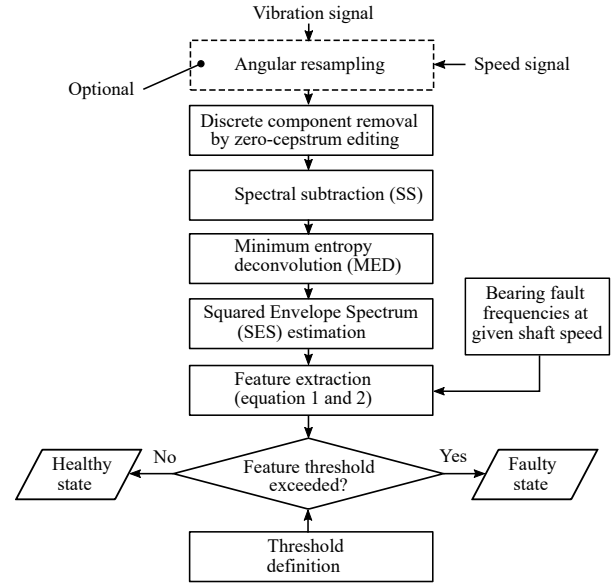 Vibration signal
Angular resampling
Speed signal
Optional
Discrete component removal
by zero-cepstrum editing
Spectral subtraction (SS)
Minimum entropy
deconvolution (MED)
Squared Envelope Spectrum
(SES) estimation
Bearing fault
frequencies at
given shaft speed
Feature extraction
(equation 1 and 2)
No
Yes
Healthy
state
Feature threshold
exceeded?
Faulty
state
Threshold
definition